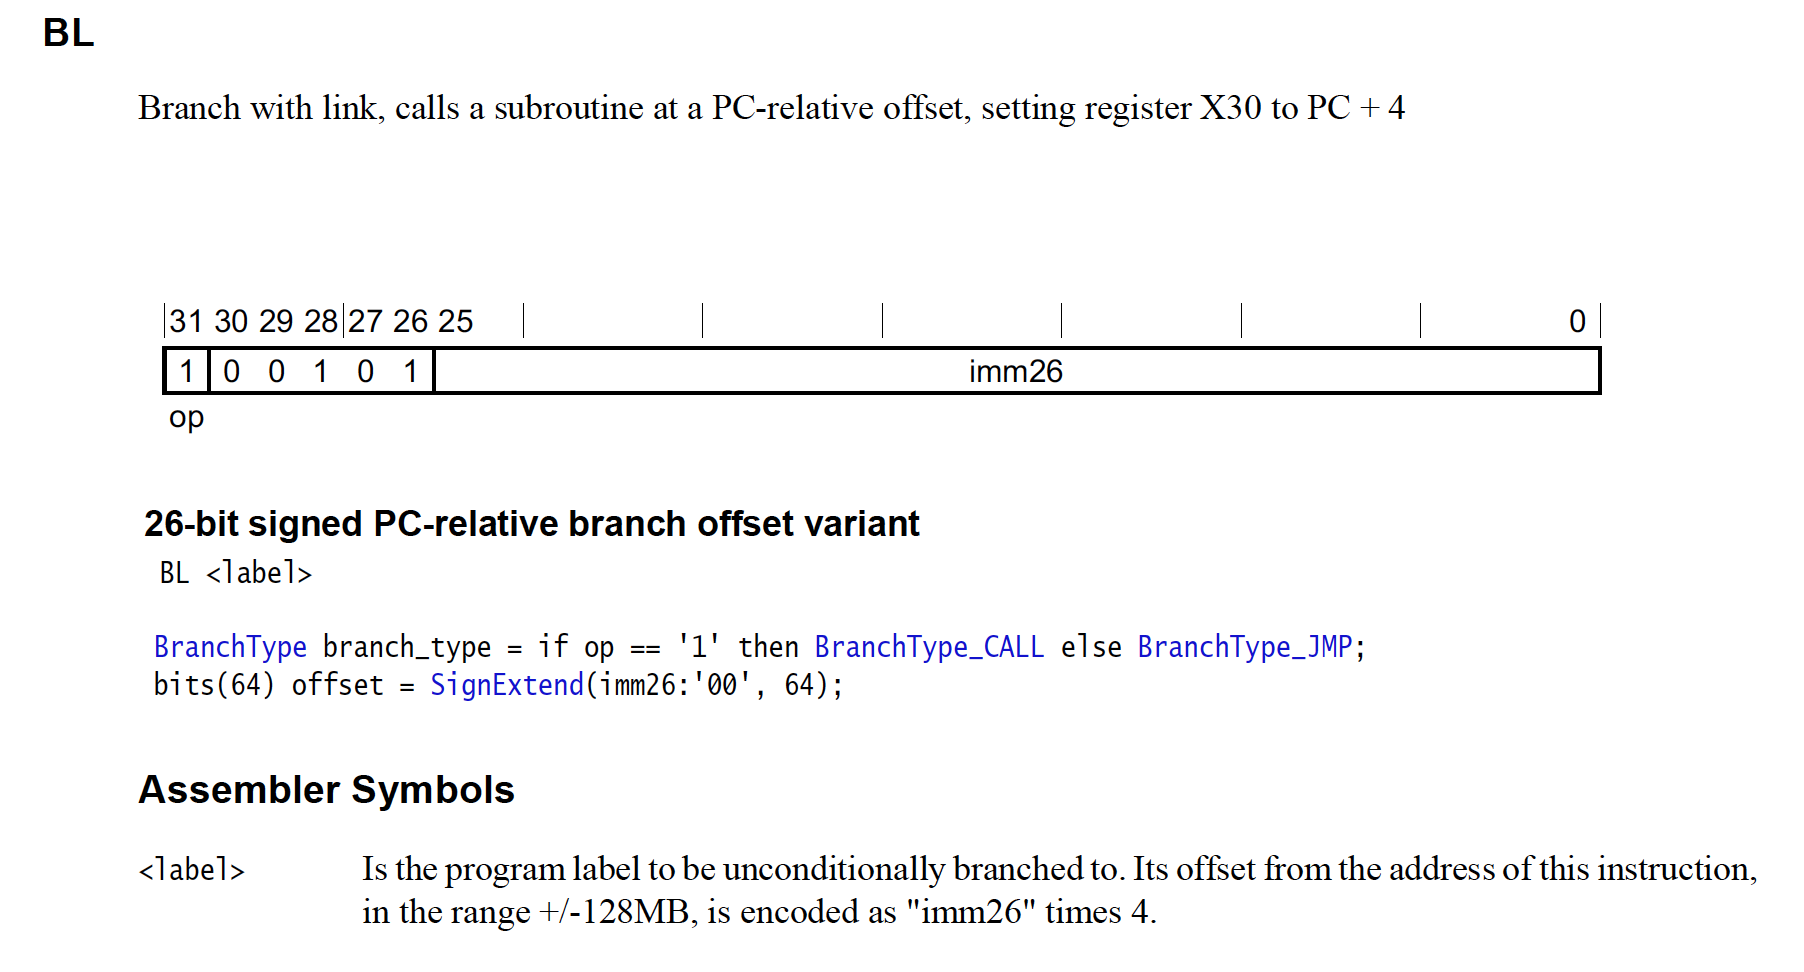 BL
Branch with link, calls a subroutine at a PC-relative offset, setting register X30 to PC + 4
31 30 29 28 27 26 25 0
1 0 0 1 0 1 imm26
op
26-bit signed PC-relative branch offset variant
BL <label>
BranchType branch_type = if op == '1' then BranchType_CALL else BranchType_JMP;
bits(64) offset = SignExtend(imm26:'00', 64);
Assembler Symbols
<label> Is the program label to be unconditionally branched to. Its offset from the address of this instruction,
in the range +/-128MB, is encoded as "imm26" times 4.